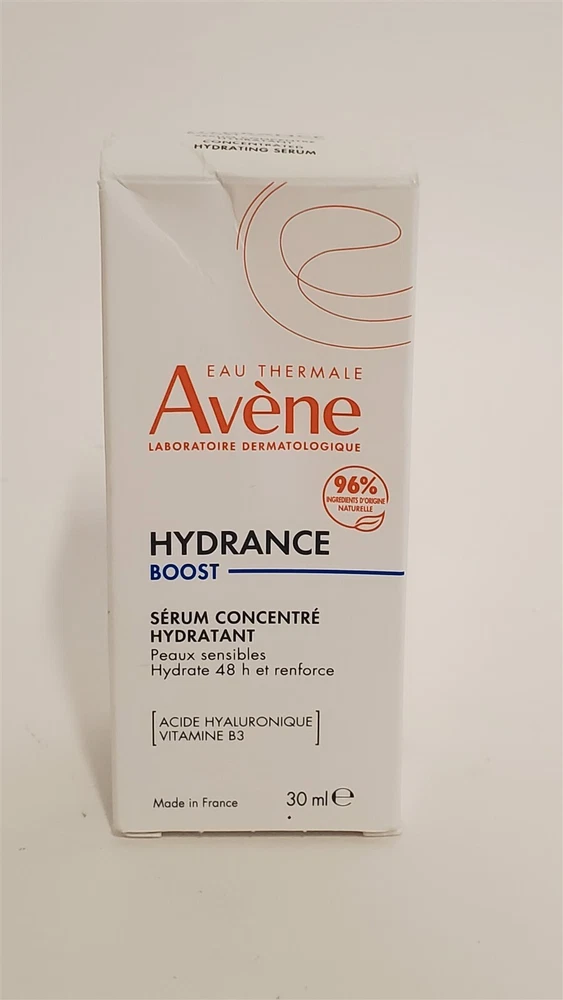 CONCENTRATED
HYDRATING SERUM
EAU THERMALE
Avène
LABORATOIRE DERMATOLOGIQUE
96%
INGRÉDIENTS D'ORIGINE
NATURELLE
HYDRANCE
BOOST
SÉRUM CONCENTRÉ
HYDRATANT
Peaux sensibles
Hydrate 48 h et renforce
[ACIDE HYALURONIQUE
VITAMINE B3]
Made in France
30 ml ℮